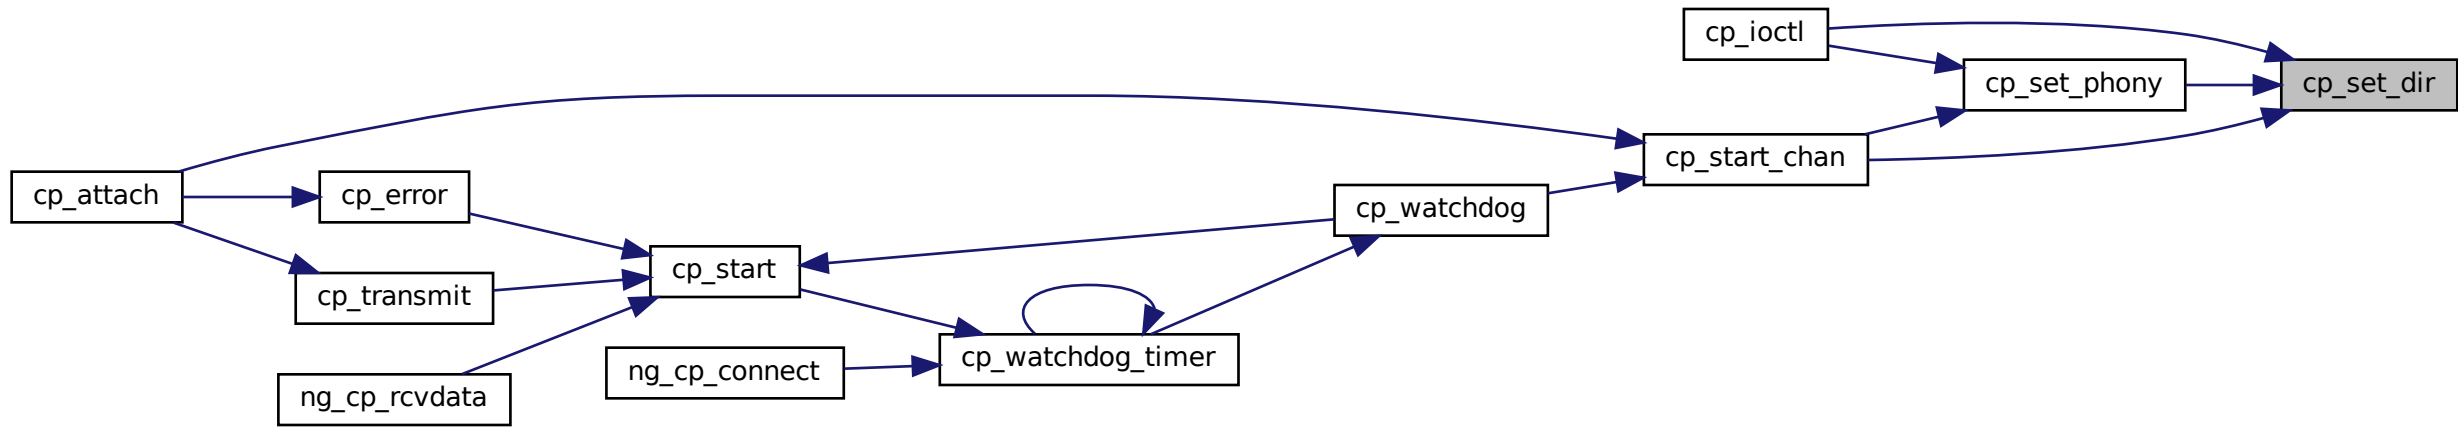 cp_ioctl
cp_set_phony
cp_set_dir
cp_start_chan
cp_attach
cp_error
cp_watchdog
cp_start
cp_transmit
cp_watchdog_timer
ng_cp_connect
ng_cp_rcvdata